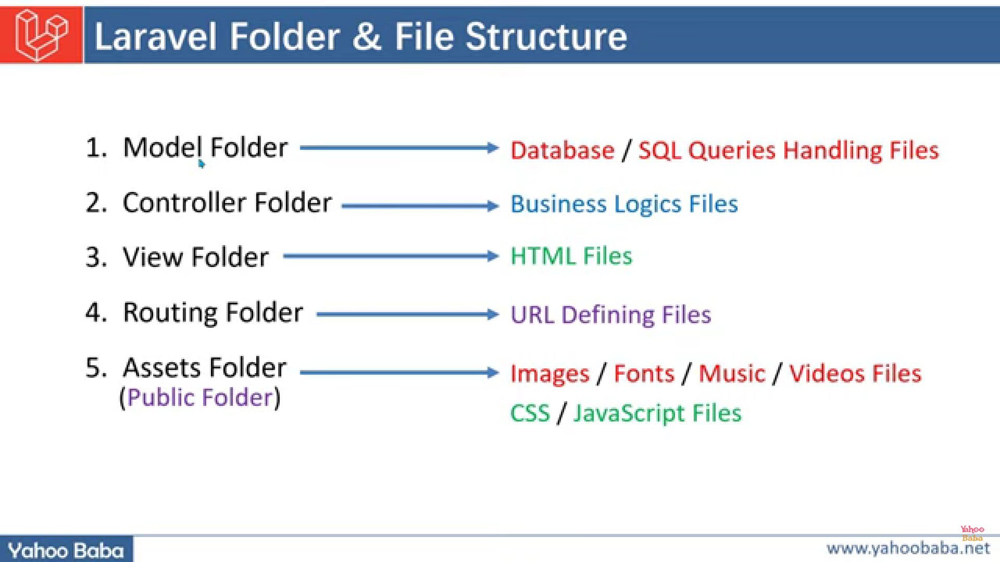 Laravel Folder & File Structure
1. Model Folder
Database / SQL Queries Handling Files
2. Controller Folder
Business Logics Files
3. View Folder
HTML Files
4. Routing Folder
URL Defining Files
5. Assets Folder
(Public Folder)
Images / Fonts / Music / Videos Files
CSS / JavaScript Files
Yahoo
Baba
Yahoo Baba
www.yahoobaba.net